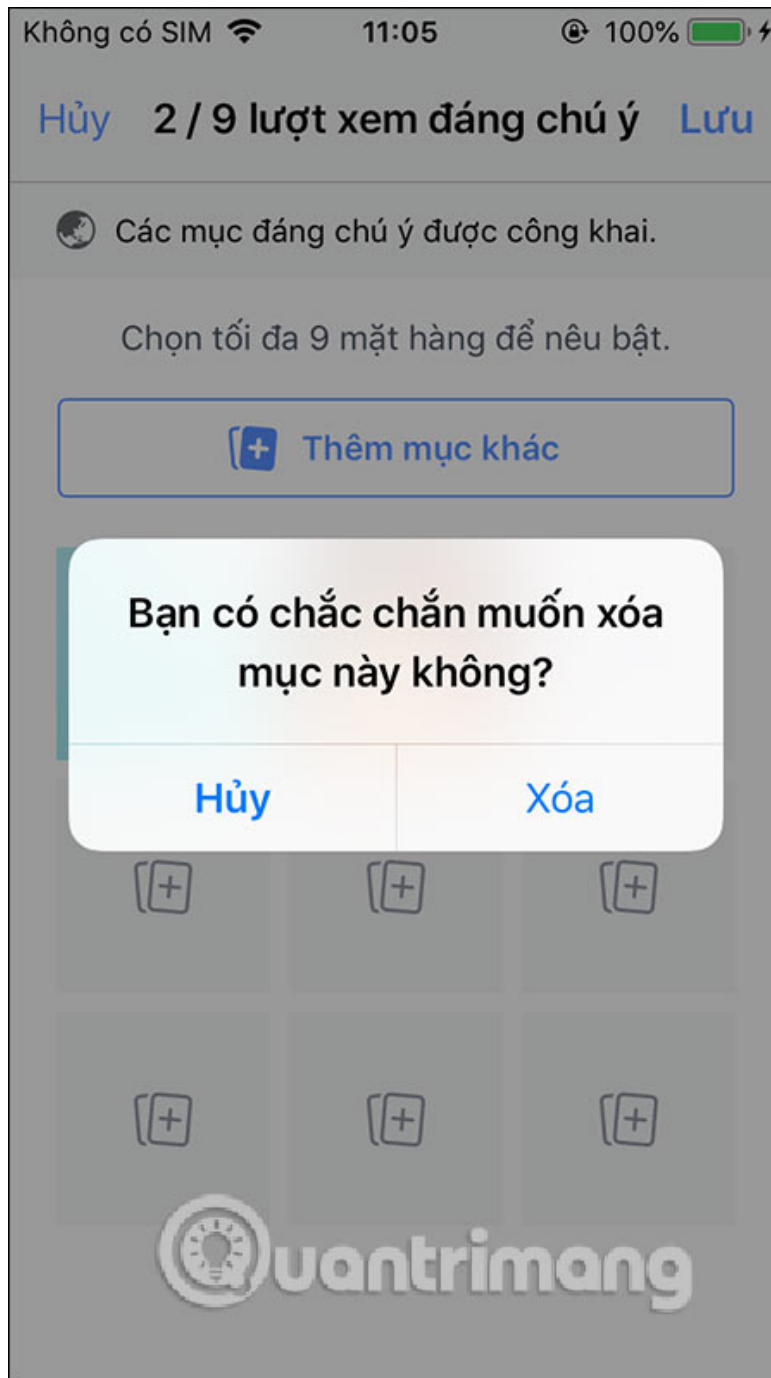 Không có SIM 11:05 100%
Hủy 2 / 9 lượt xem đáng chú ý Lưu
Các mục đáng chú ý được công khai.
Chọn tối đa 9 mặt hàng để nêu bật.
Thêm mục khác
Bạn có chắc chắn muốn xóa
mục này không?
Hủy Xóa
Quantrimang